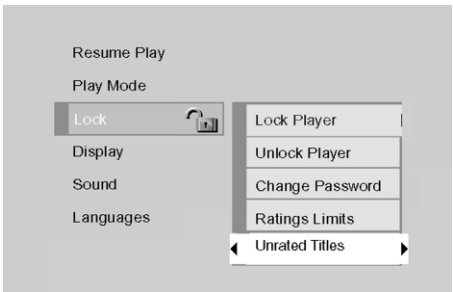 Resume Play
Play Mode
Lock
Display
Sound
Languages
Lock Player
Unlock Player
Change Password
Ratings Limits
Unrated Titles